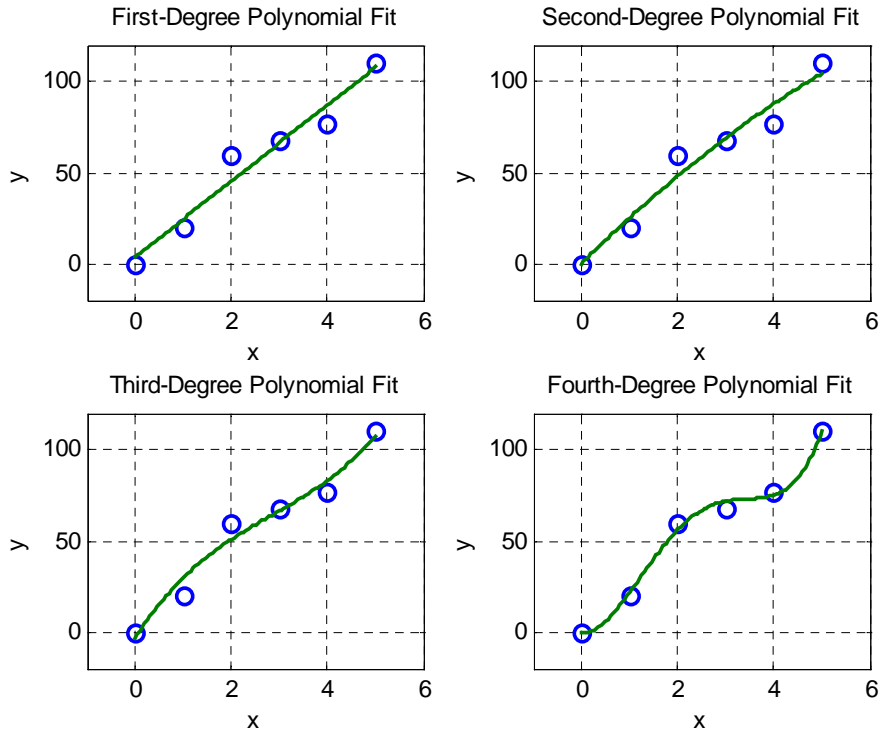 First-Degree Polynomial Fit
100
50
0
y
0 2 4 6
x
Second-Degree Polynomial Fit
100
50
0
y
0 2 4 6
x
Third-Degree Polynomial Fit
100
50
0
y
0 2 4 6
x
Fourth-Degree Polynomial Fit
100
50
0
y
0 2 4 6
x